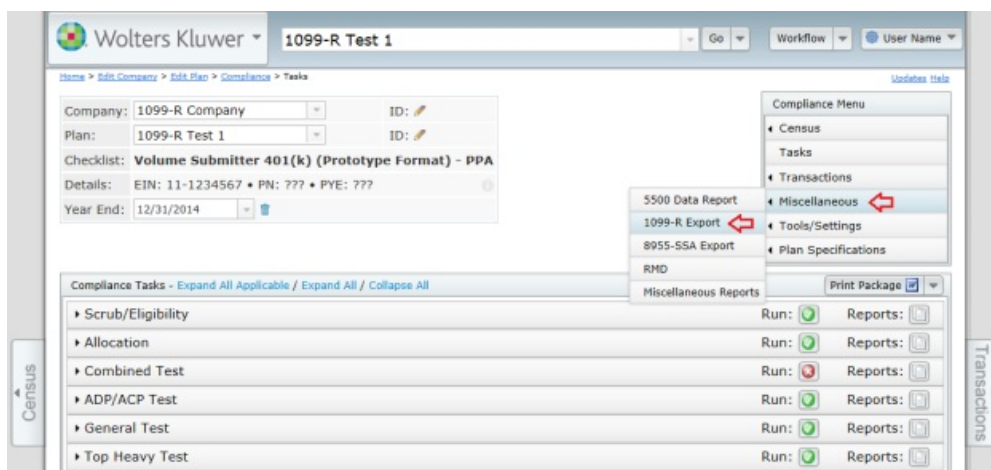 Wolters Kluwer
1099-R Test 1
Go
Workflow
User Name
Home > Edit Company > Edit Plan > Compliance > Tasks
Updates Help
Company: 1099-R Company ID:
Plan: 1099-R Test 1 ID:
Checklist: Volume Submitter 401(k) (Prototype Format) - PPA
Details: EIN: 11-1234567 • PN: ??? • PYE: ???
Year End: 12/31/2014
Compliance Menu
Census
Tasks
Transactions
Miscellaneous
Tools/Settings
Plan Specifications
5500 Data Report
1099-R Export
8955-SSA Export
RMD
Miscellaneous Reports
Compliance Tasks - Expand All Applicable / Expand All / Collapse All
Print Package
Scrub/Eligibility Run: Reports:
Allocation Run: Reports:
Combined Test Run: Reports:
ADP/ACP Test Run: Reports:
General Test Run: Reports:
Top Heavy Test Run: Reports:
Census
Transactions